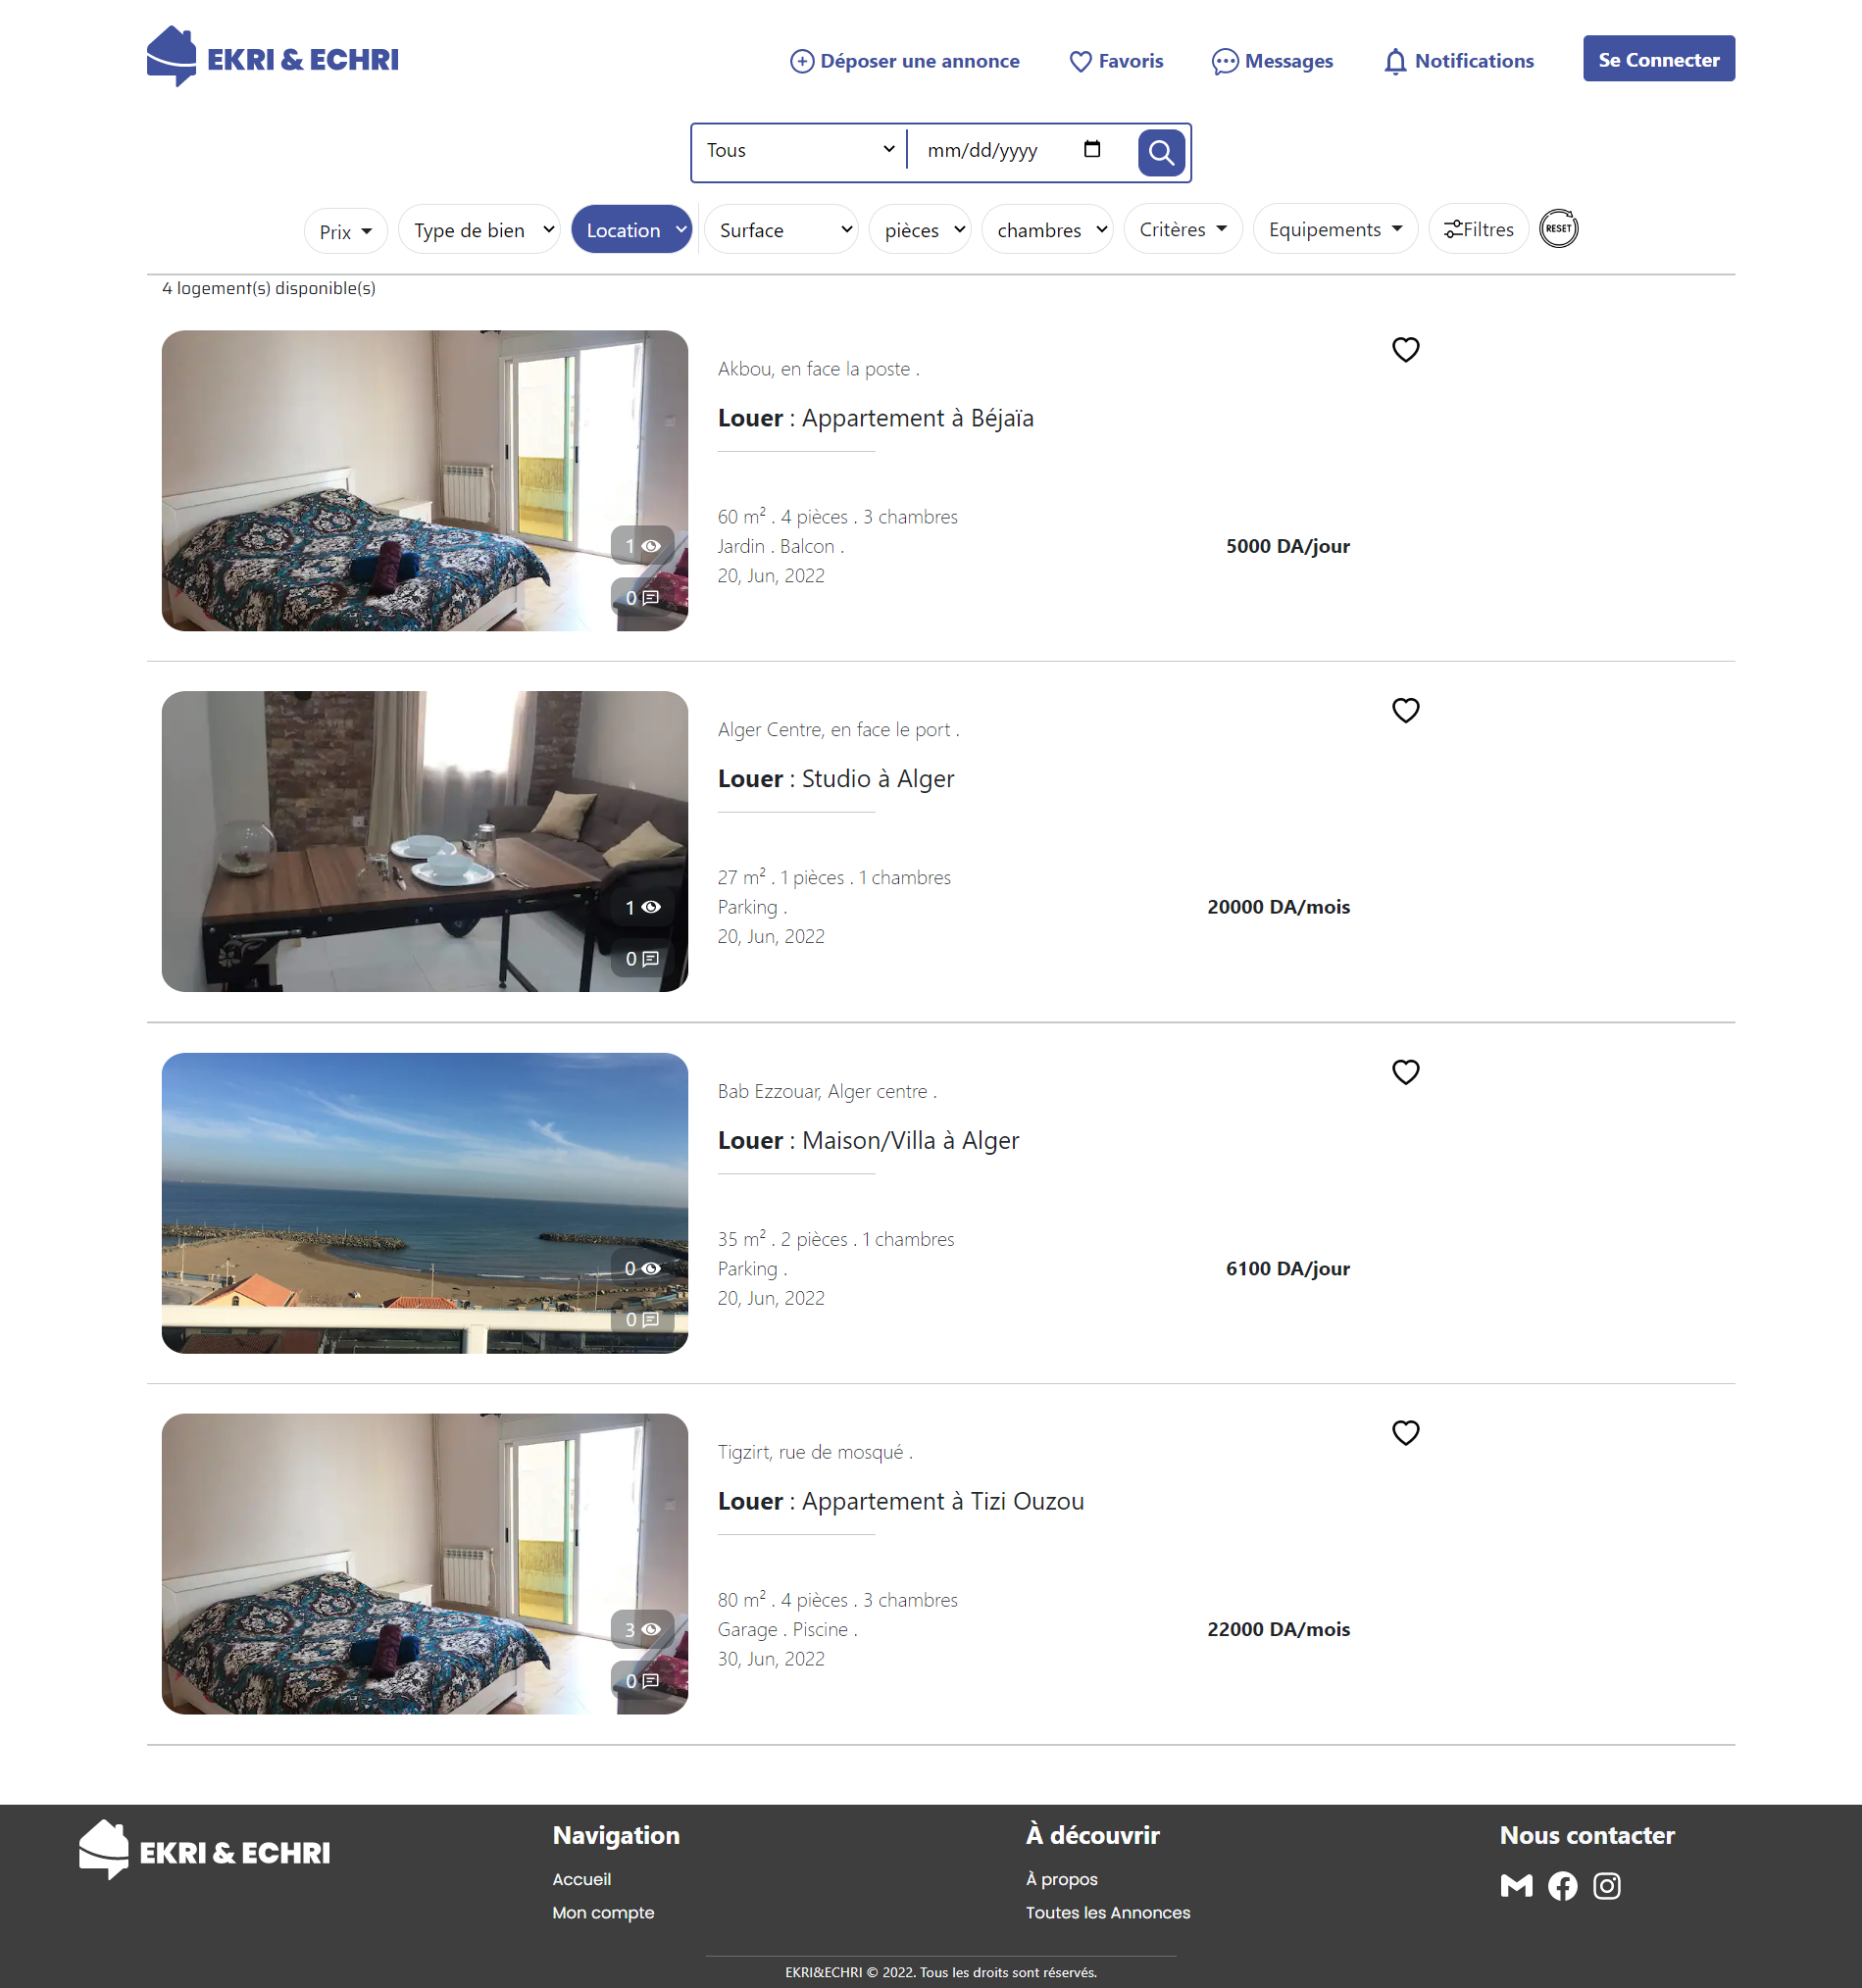 EKRI & ECHRI
Déposer une annonce
Favoris
Messages
Notifications
Se Connecter
Tous
mm/dd/yyyy
Prix
Type de bien
Location
Surface
pièces
chambres
Critères
Equipements
Filtres
RESET
4 logement(s) disponible(s)
Akbou, en face la poste .
Louer : Appartement à Béjaïa
60 m² . 4 pièces . 3 chambres
Jardin . Balcon .
5000 DA/jour
20, Jun, 2022
1
0
Alger Centre, en face le port .
Louer : Studio à Alger
27 m² . 1 pièces . 1 chambres
Parking .
20000 DA/mois
20, Jun, 2022
1
0
Bab Ezzouar, Alger centre .
Louer : Maison/Villa à Alger
35 m² . 2 pièces . 1 chambres
Parking .
6100 DA/jour
20, Jun, 2022
0
0
Tigzirt, rue de mosqué .
Louer : Appartement à Tizi Ouzou
80 m² . 4 pièces . 3 chambres
Garage . Piscine .
22000 DA/mois
30, Jun, 2022
3
0
EKRI & ECHRI
Navigation
Accueil
Mon compte
À découvrir
À propos
Toutes les Annonces
Nous contacter
EKRI&ECHRI © 2022. Tous les droits sont réservés.